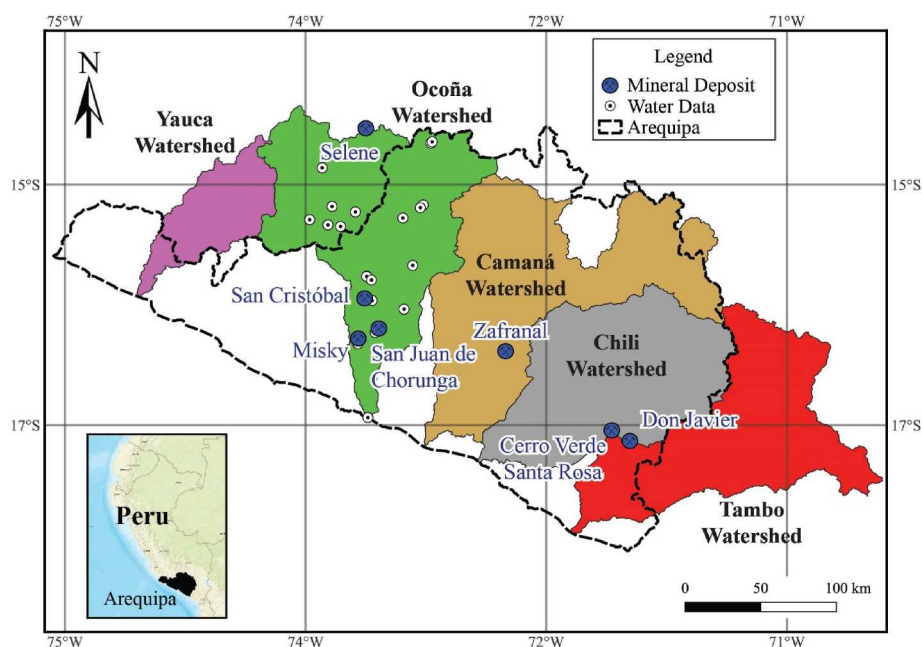 75°W
74°W
72°W
71°W
N
Legend
Mineral Deposit
Water Data
Arequipa
Ocoña
Watershed
Yauca
Watershed
Selene
15°S
15°S
Camaná
Watershed
San Cristóbal
Zafranal
Misky
San Juan de
Chorunga
Chili
Watershed
17°S
17°S
Don Javier
Cerro Verde
Santa Rosa
Tambo
Watershed
Peru
Arequipa
0 50 100 km
75°W
74°W
72°W
71°W